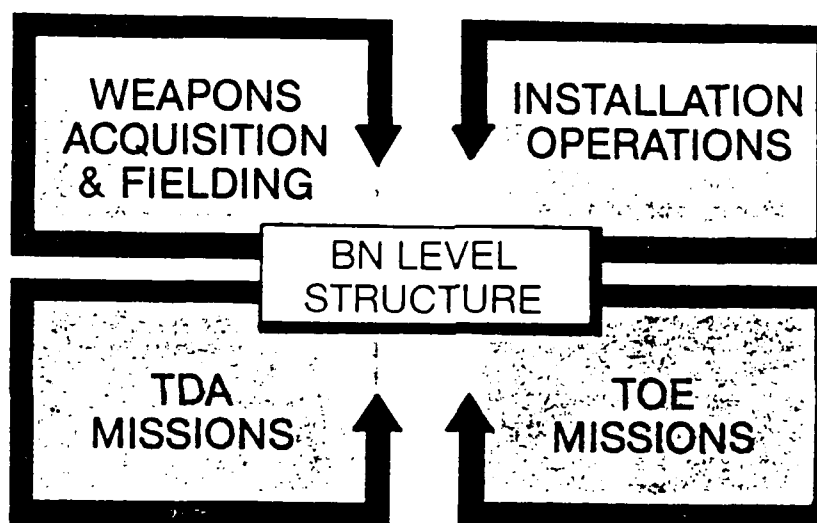 WEAPONS
ACQUISITION
& FIELDING
INSTALLATION
OPERATIONS
BN LEVEL
STRUCTURE
TDA
MISSIONS
TOE
MISSIONS